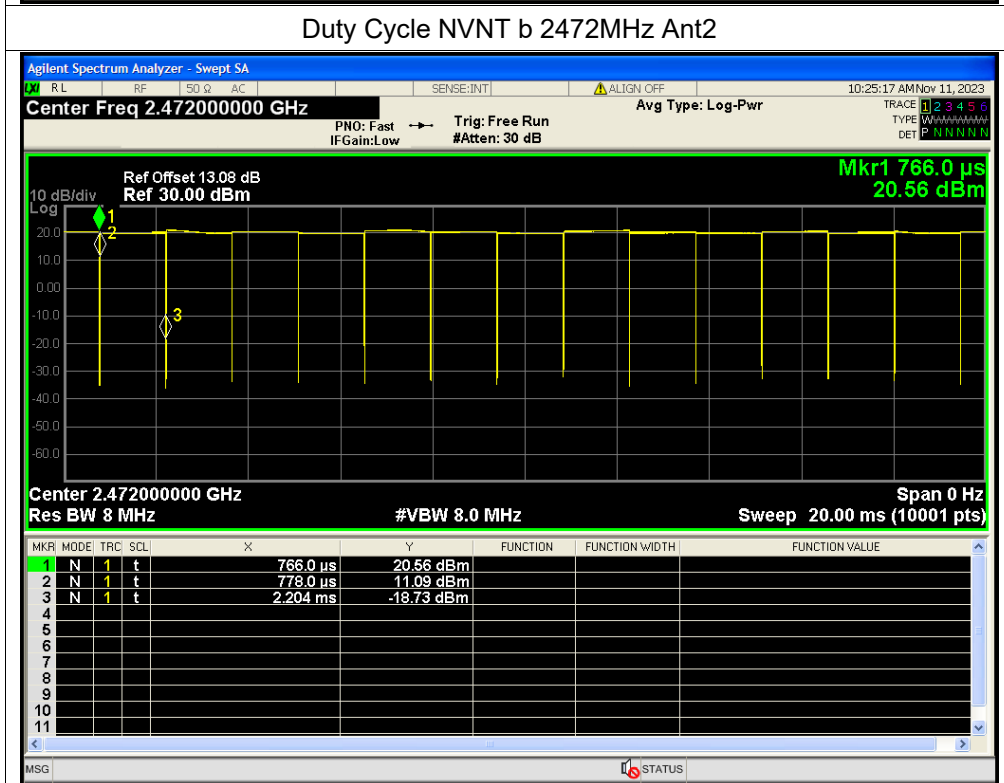 Duty Cycle NVNT b 2472MHz Ant2
Agilent Spectrum Analyzer - Swept SA
LXI RL RF 50 Ω AC SENSE:INT ALIGN OFF 10:25:17 AM Nov 11, 2023
Center Freq 2.472000000 GHz Avg Type: Log-Pwr TRACE 1 2 3 4 5 6
PNO: Fast Trig: Free Run TYPE WWWWWW
IFGain:Low #Atten: 30 dB DET P N N N N N
Mkr1 766.0 µs
Ref Offset 13.08 dB
10 dB/div Ref 30.00 dBm 20.56 dBm
Log
1
20.0
2
10.0
0.00
-10.0
3
-20.0
-30.0
-40.0
-50.0
-60.0
Center 2.472000000 GHz Span 0 Hz
Res BW 8 MHz #VBW 8.0 MHz Sweep 20.00 ms (10001 pts)
MKR MODE TRC SCL X Y FUNCTION FUNCTION WIDTH FUNCTION VALUE
1 N 1 t 766.0 µs 20.56 dBm
2 N 1 t 778.0 µs 11.09 dBm
3 N 1 t 2.204 ms -18.73 dBm
4
5
6
7
8
9
10
11
MSG STATUS